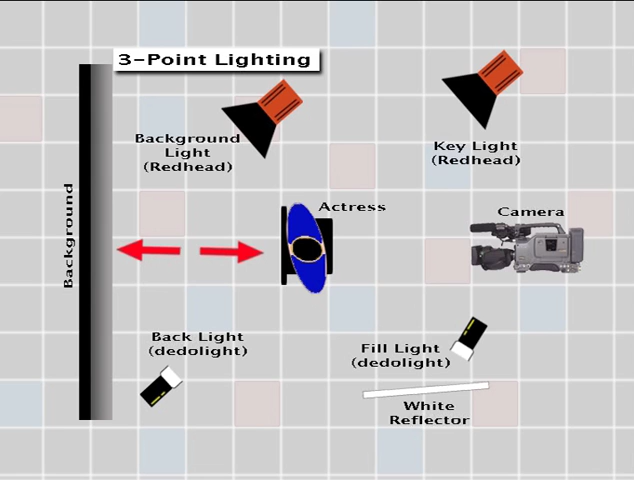 3-Point Lighting
Background
Light
(Redhead)
Key Light
(Redhead)
Actress
Camera
Background
Back Light
(dedolight)
Fill Light
(dedolight)
White
Reflector